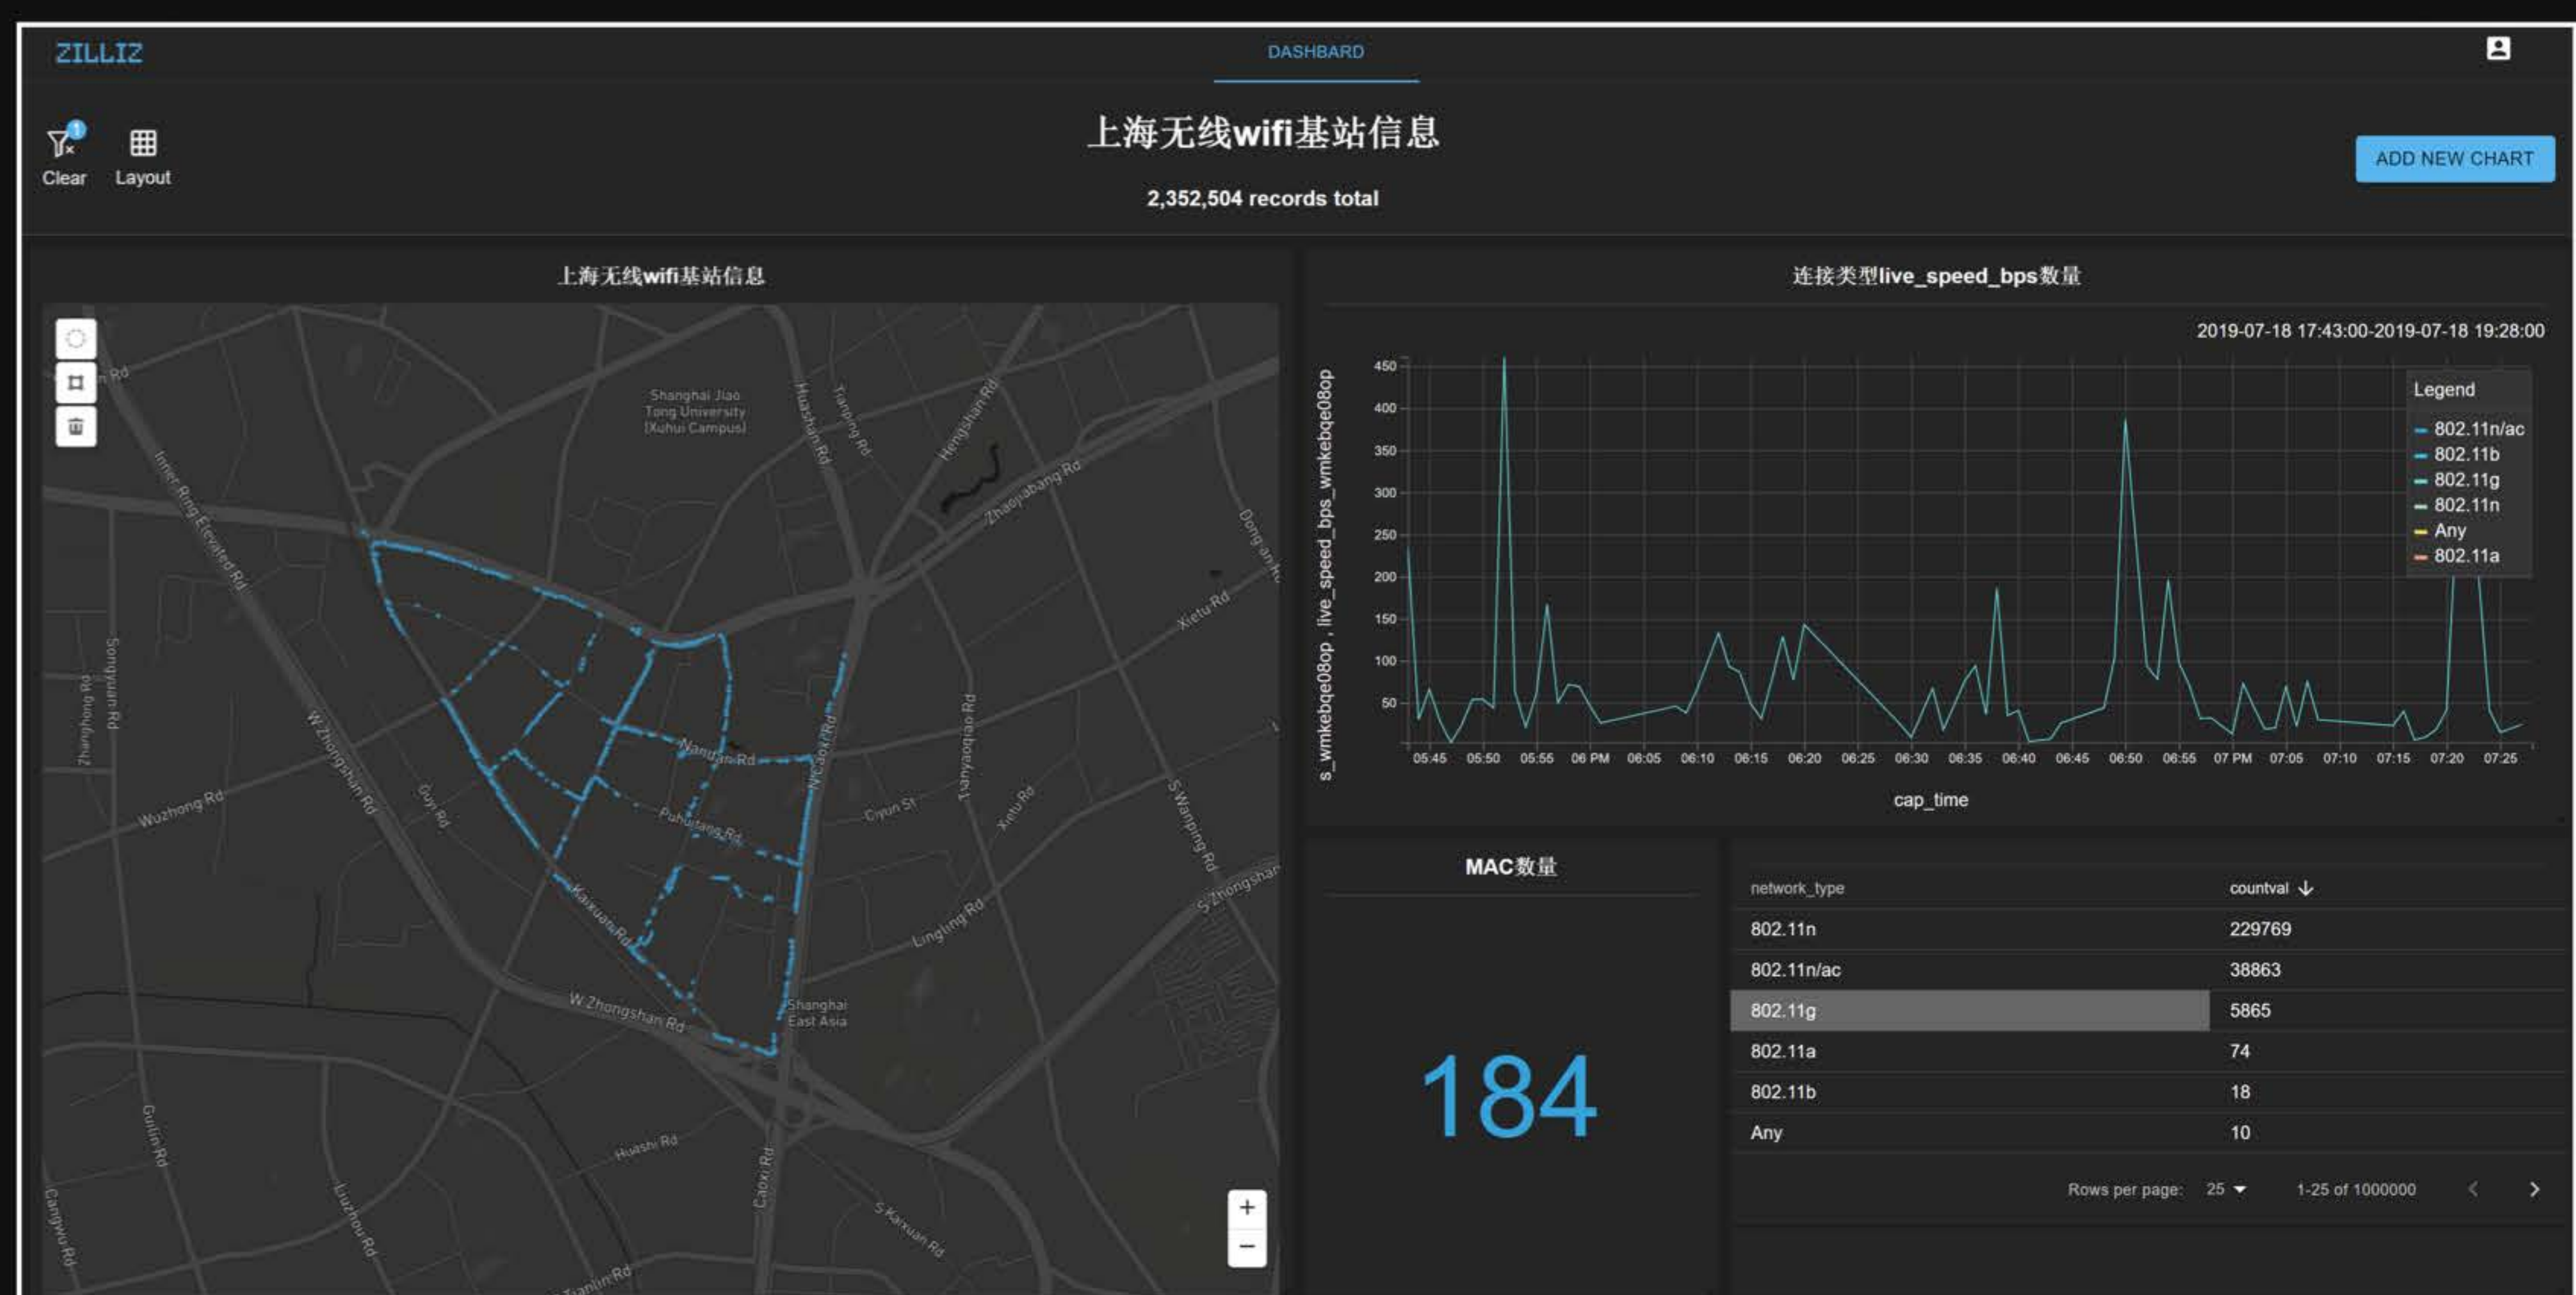 ZILLIZ
DASHBARD
1
Clear
Layout
上海无线wifi基站信息
2,352,504 records total
ADD NEW CHART
上海无线wifi基站信息
Shanghai Jiao
Tong University
(Xuhui Campus)
Huashan Rd
Tianping Rd
Hengshan Rd
Zhaojiabang Rd
n Rd
Inner Ring Elevated Rd
Dong an Rd
Xietu Rd
Songyuan Rd
Zhanghong Rd
W Zhongshan Rd
Wuzhong Rd
Guyi Rd
Nandan Rd
N Caoxi Rd
Tianyaoqiao Rd
Puhuitang Rd
Ciyun St
Xietu Rd
S Wanping Rd
S Zhongshan
Kaixuan Rd
Lingling Rd
W Zhongshan Rd
Shanghai
East Asia
Guilin Rd
Huashi Rd
Caoxi Rd
Liuzhou Rd
Cangwu Rd
S Kaixuan Rd
Tianlin Rd
+
−
连接类型live_speed_bps数量
2019-07-18 17:43:00-2019-07-18 19:28:00
s_wmkebqe08op , live_speed_bps_wmkebqe08op
450
400
350
300
250
200
150
100
50
Legend
802.11n/ac
802.11b
802.11g
802.11n
Any
802.11a
05:45 05:50 05:55 06 PM 06:05 06:10 06:15 06:20 06:25 06:30 06:35 06:40 06:45 06:50 06:55 07 PM 07:05 07:10 07:15 07:20 07:25
cap_time
MAC数量
184
network_type countval
802.11n 229769
802.11n/ac 38863
802.11g 5865
802.11a 74
802.11b 18
Any 10
Rows per page: 25 1-25 of 1000000